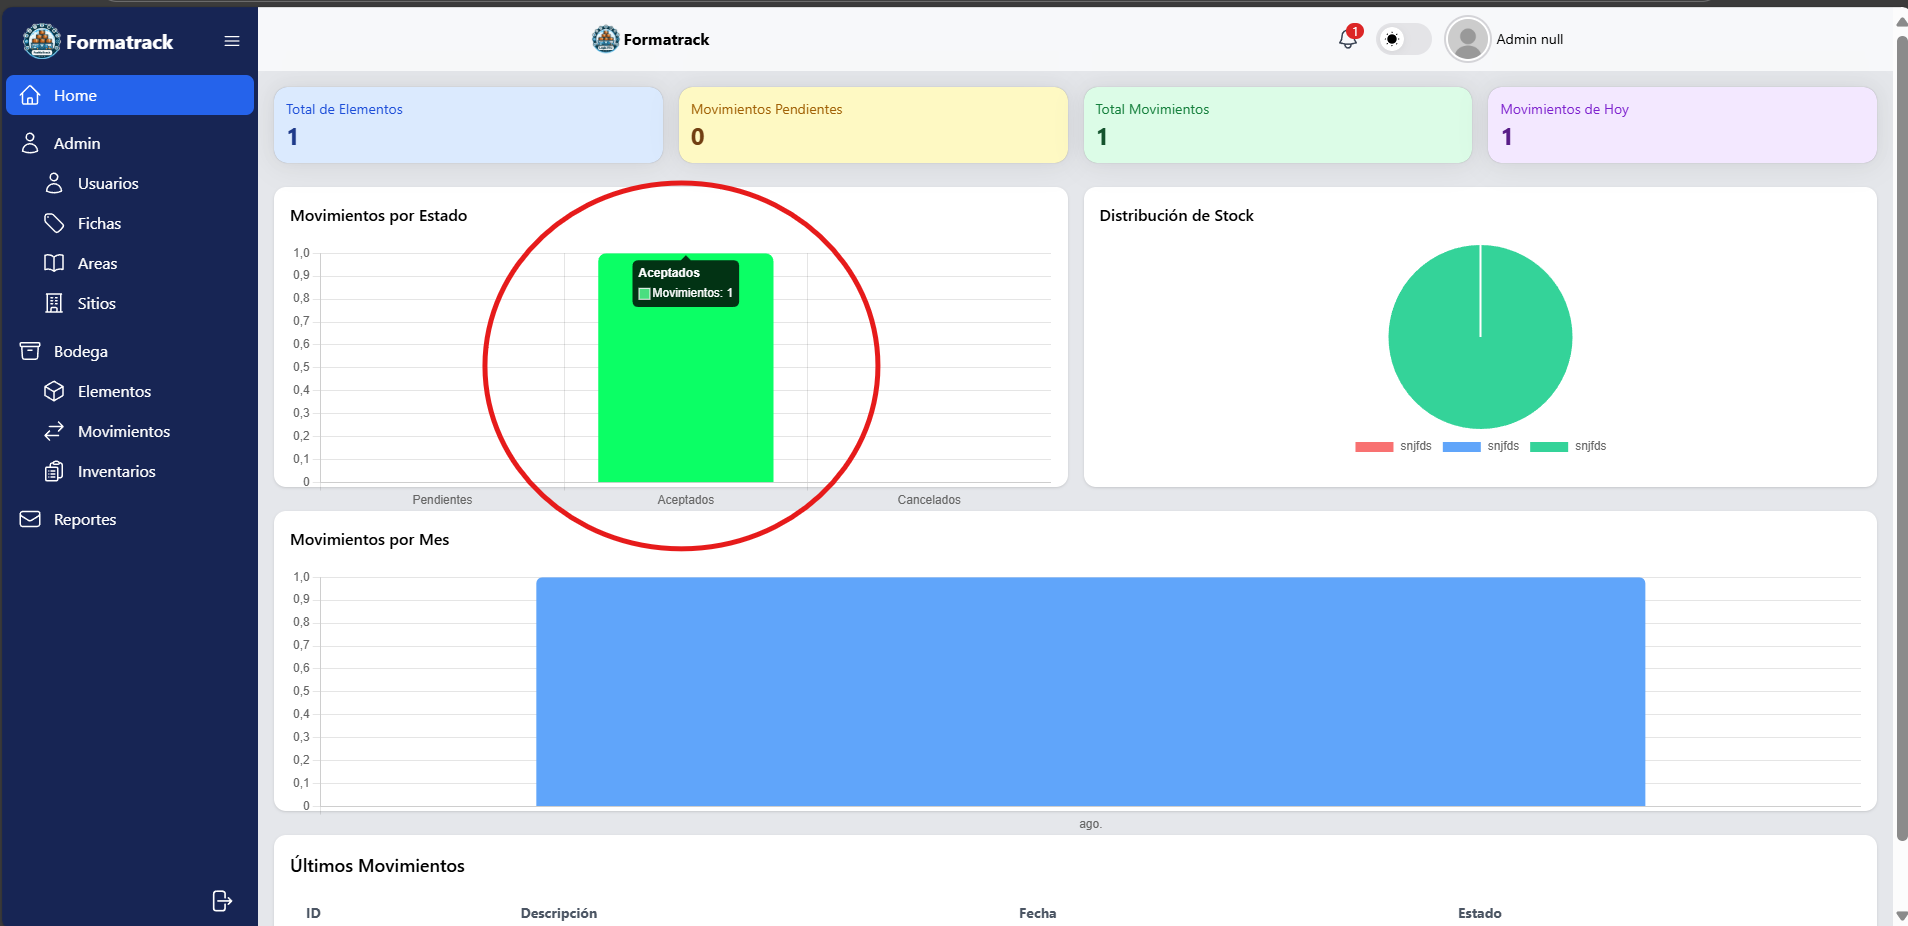 Formatrack
Home
Admin
Usuarios
Fichas
Areas
Sitios
Bodega
Elementos
Movimientos
Inventarios
Reportes
Formatrack
1
Admin null
Total de Elementos
1
Movimientos Pendientes
0
Total Movimientos
1
Movimientos de Hoy
1
Movimientos por Estado
1,0
0,9
0,8
0,7
0,6
0,5
0,4
0,3
0,2
0,1
0
Aceptados
Movimientos: 1
Pendientes Aceptados Cancelados
Distribución de Stock
snjfds snjfds snjfds
Movimientos por Mes
1,0
0,9
0,8
0,7
0,6
0,5
0,4
0,3
0,2
0,1
0
ago.
Últimos Movimientos
ID Descripción Fecha Estado